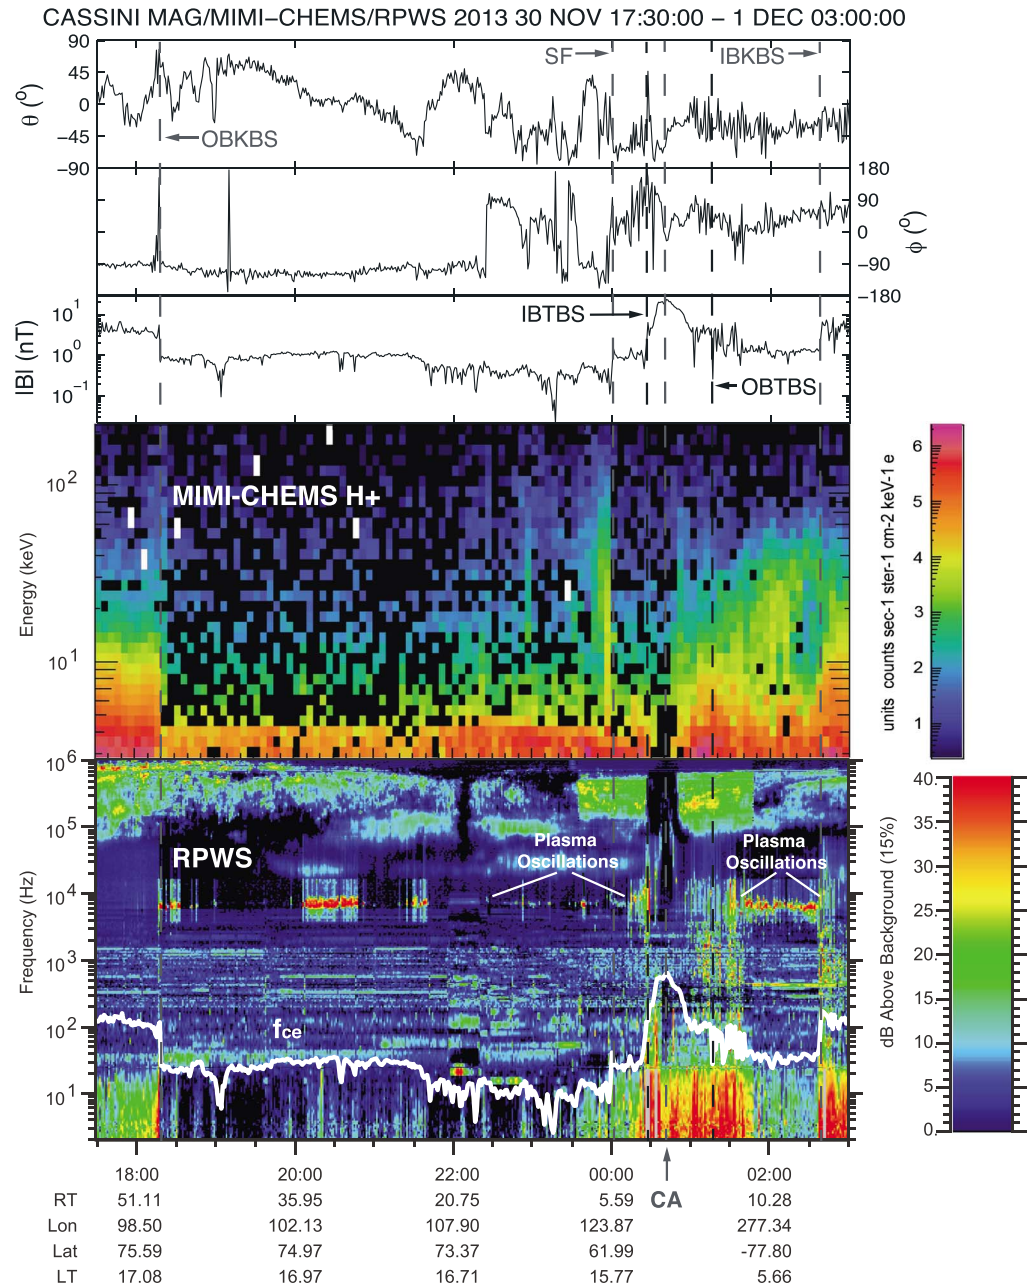 CASSINI MAG/MIMI−CHEMS/RPWS 2013 30 NOV 17:30:00 − 1 DEC 03:00:00
90
45
0
−45
−90
θ (⁰)
SF
IBKBS
OBKBS
180
90
0
−90
−180
ϕ (⁰)
10¹
10⁰
10⁻¹
|B| (nT)
IBTBS
OBTBS
10²
10¹
Energy (keV)
MIMI-CHEMS H+
6
5
4
3
2
1
units counts sec-1 ster-1 cm-2 keV-1 e
10⁶
10⁵
10⁴
10³
10²
10¹
Frequency (Hz)
RPWS
Plasma
Oscillations
Plasma
Oscillations
fce
40
35
30
25
20
15
10
5
0
dB Above Background (15%)
18:00 20:00 22:00 00:00 02:00
CA
RT 51.11 35.95 20.75 5.59 10.28
Lon 98.50 102.13 107.90 123.87 277.34
Lat 75.59 74.97 73.37 61.99 -77.80
LT 17.08 16.97 16.71 15.77 5.66